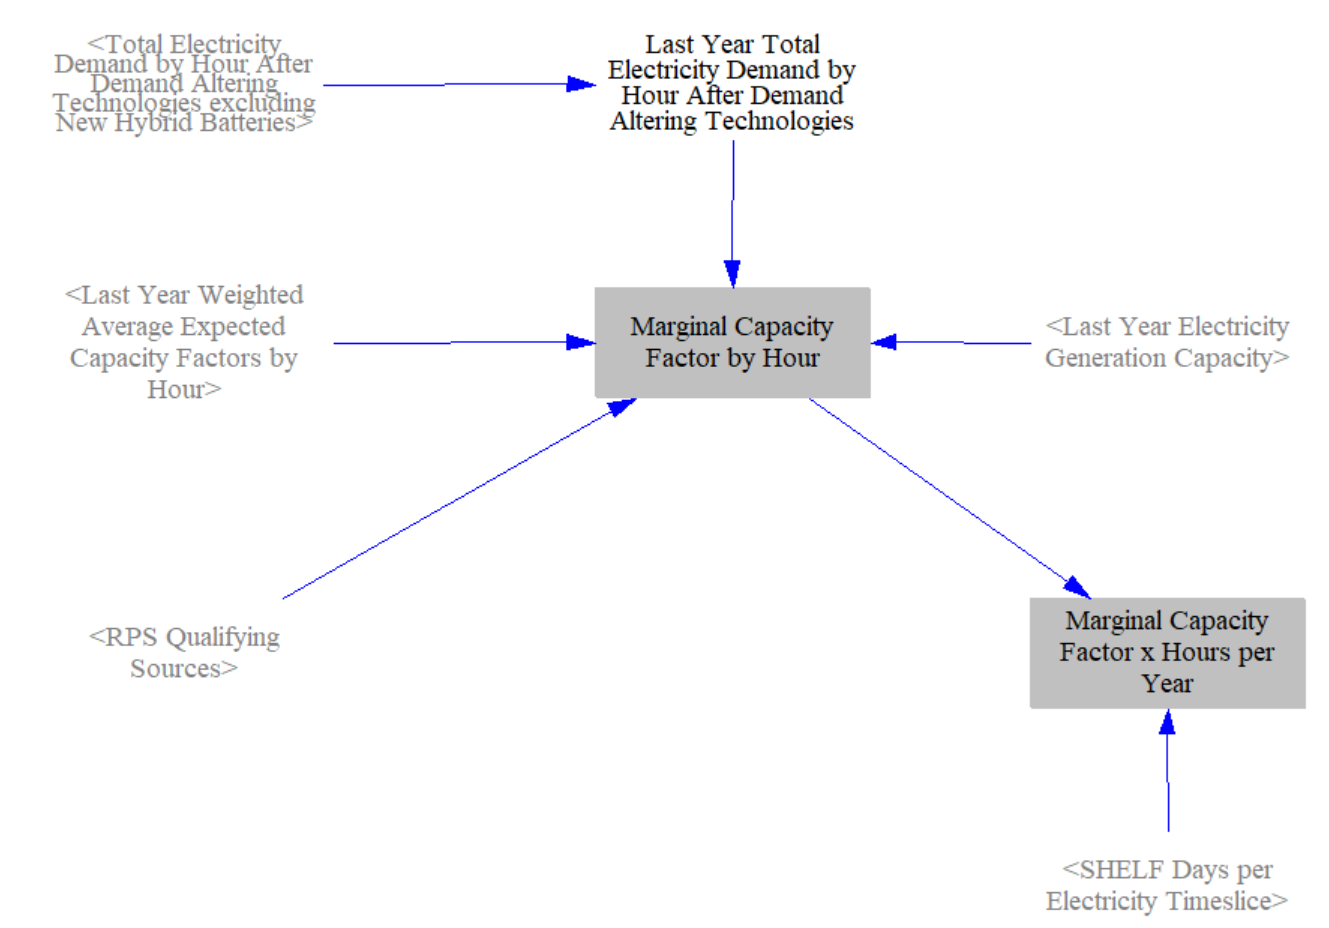 <Total Electricity
Demand by Hour After
Demand Altering
Technologies excluding
New Hybrid Batteries>
Last Year Total
Electricity Demand by
Hour After Demand
Altering Technologies
<Last Year Weighted
Average Expected
Capacity Factors by
Hour>
Marginal Capacity
Factor by Hour
<Last Year Electricity
Generation Capacity>
<RPS Qualifying
Sources>
Marginal Capacity
Factor x Hours per
Year
<SHELF Days per
Electricity Timeslice>